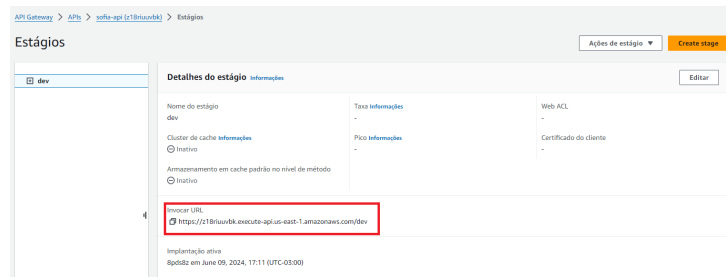 API Gateway > APIs > sofia-api (z18riuuvbk) > Estágios
Estágios
Ações de estágio ▼
Create stage
dev
Detalhes do estágio Informações
Editar
Nome do estágio
dev
Taxa Informações
-
Web ACL
-
Cluster de cache Informações
Inativo
Pico Informações
-
Certificado do cliente
-
Armazenamento em cache padrão no nível de método
Inativo
Invocar URL
https://z18riuuvbk.execute-api.us-east-1.amazonaws.com/dev
Implantação ativa
8pds8z em June 09, 2024, 17:11 (UTC-03:00)